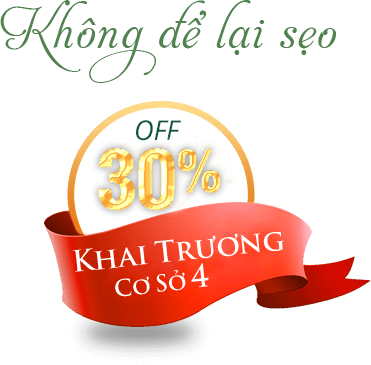 Không để lại sẹo
OFF
30%
KHAI TRƯƠNG
CƠ SỞ 4